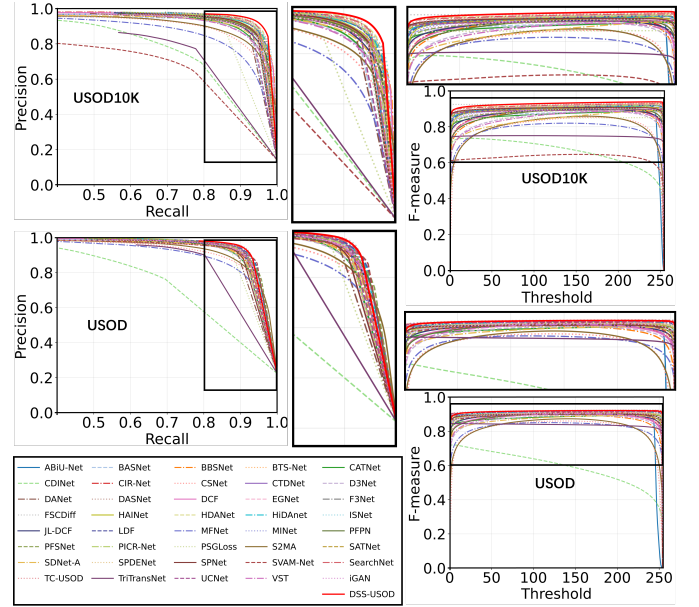 1.0
0.8
0.6
0.4
0.2
0.0
Precision
USOD10K
0.5 0.6 0.7 0.8 0.9 1.0
Recall
1.0
0.8
0.6
0.4
0.2
0.0
F-measure
USOD10K
0 50 100 150 200 250
Threshold
1.0
0.8
0.6
0.4
0.2
0.0
Precision
USOD
0.5 0.6 0.7 0.8 0.9 1.0
Recall
1.0
0.8
0.6
0.4
0.2
0.0
F-measure
USOD
0 50 100 150 200 250
Threshold
ABiU-Net BASNet BBSNet BTS-Net CATNet
CDINet CIR-Net CSNet CTDNet D3Net
DANet DASNet DCF EGNet F3Net
FSCDiff HAINet HDANet HiDAnet ISNet
JL-DCF LDF MFNet MINet PFPN
PFSNet PICR-Net PSGLoss S2MA SATNet
SDNet-A SPDENet SPNet SVAM-Net SearchNet
TC-USOD TriTransNet UCNet VST iGAN
DSS-USOD